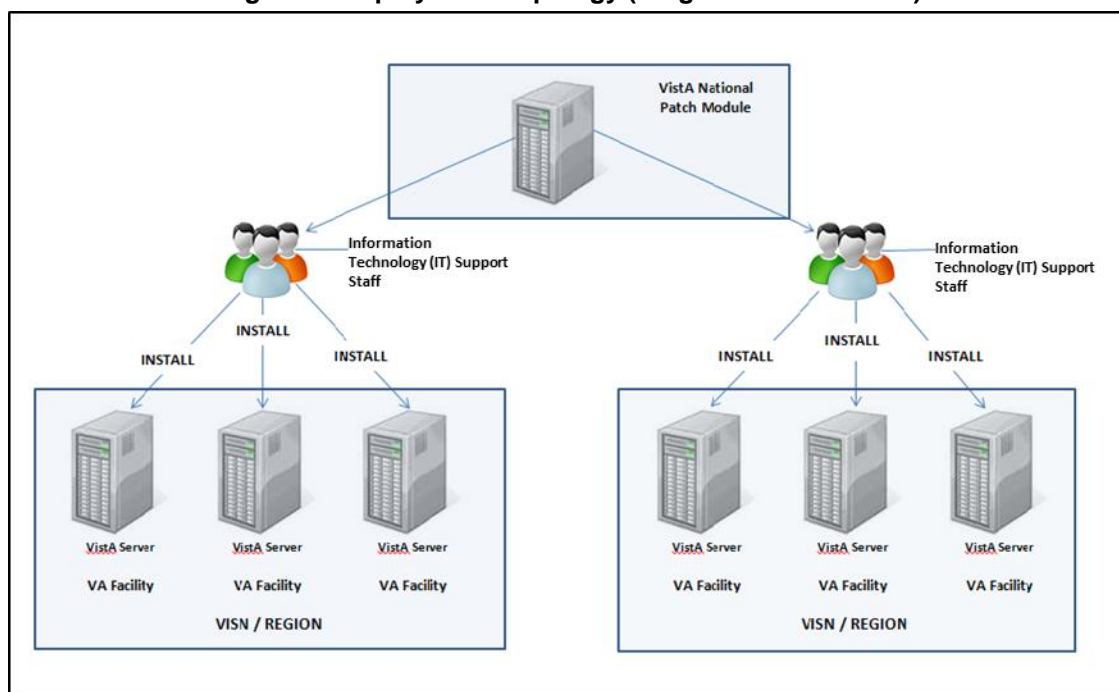 VistA National
Patch Module
Information
Technology (IT) Support
Staff
Information
Technology (IT) Support
Staff
INSTALL
INSTALL
INSTALL
INSTALL
INSTALL
INSTALL
VistA Server
VistA Server
VistA Server
VA Facility
VA Facility
VA Facility
VISN / REGION
VistA Server
VistA Server
VistA Server
VA Facility
VA Facility
VA Facility
VISN / REGION